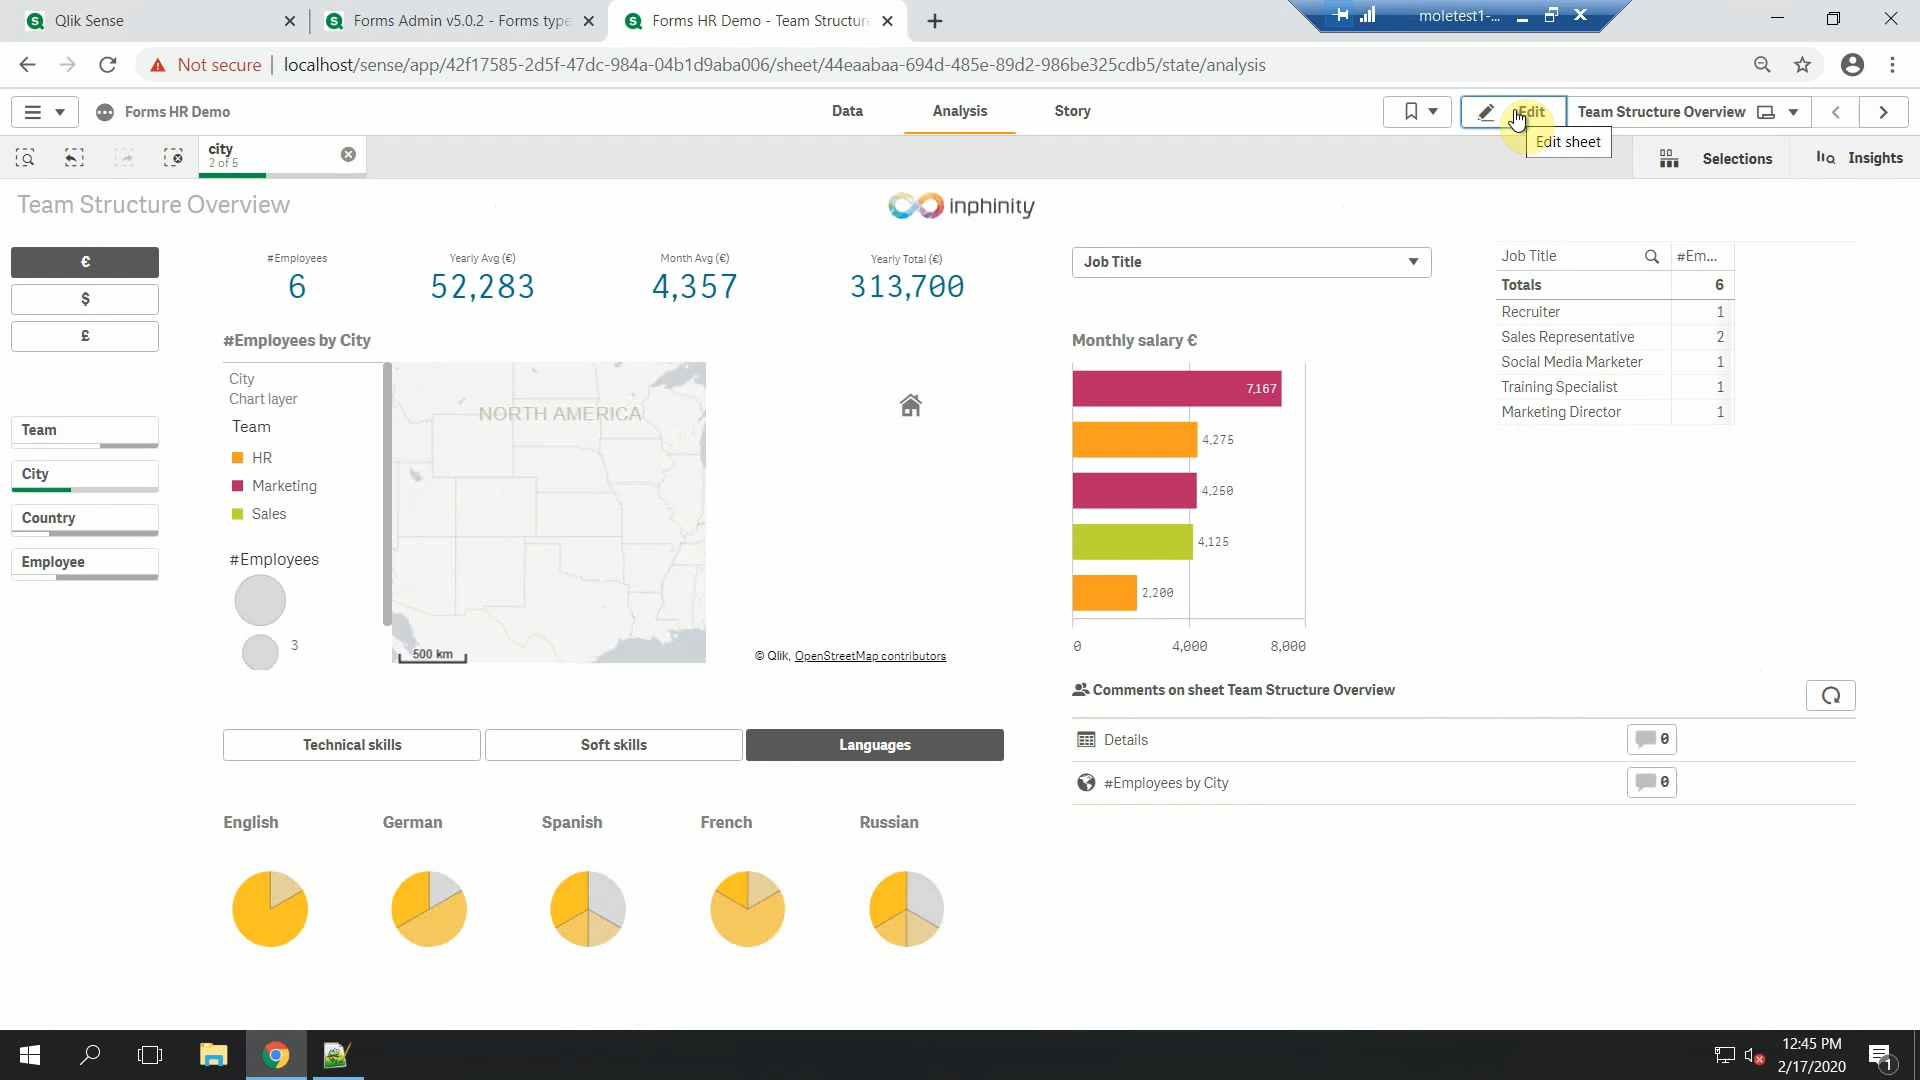 Qlik Sense
Forms Admin v5.0.2 - Forms type
Forms HR Demo - Team Structure
moletest1-...
Not secure
localhost/sense/app/42f17585-2d5f-47dc-984a-04b1d9aba006/sheet/44eaabaa-694d-485e-89d2-986be325cdb5/state/analysis
Forms HR Demo
Data
Analysis
Story
Edit
Team Structure Overview
Edit sheet
city
2 of 5
Selections
Insights
Team Structure Overview
inphinity
€
$
£
Team
City
Country
Employee
#Employees
6
Yearly Avg (€)
52,283
Month Avg (€)
4,357
Yearly Total (€)
313,700
Job Title
Job Title
#Em...
Totals
6
Recruiter
1
Sales Representative
2
Social Media Marketer
1
Training Specialist
1
Marketing Director
1
#Employees by City
City
Chart layer
Team
HR
Marketing
Sales
#Employees
3
NORTH AMERICA
500 km
© Qlik, OpenStreetMap contributors
Monthly salary €
7,167
4,275
4,250
4,125
2,200
0
4,000
8,000
Comments on sheet Team Structure Overview
Details
0
#Employees by City
0
Technical skills
Soft skills
Languages
English
German
Spanish
French
Russian
12:45 PM
2/17/2020
1